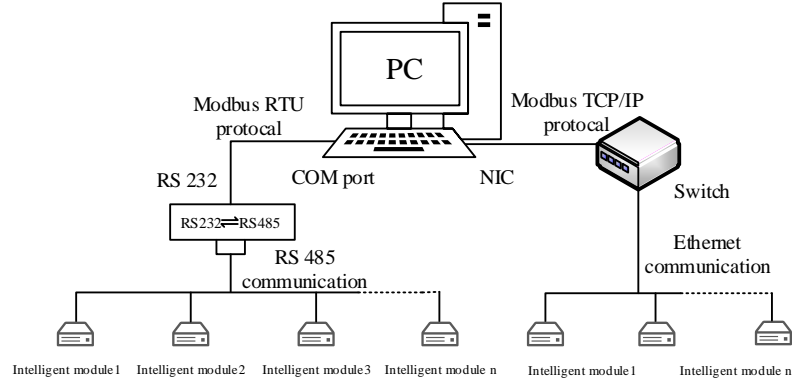 PC
Modbus RTU
protocal
Modbus TCP/IP
protocal
RS 232
COM port
NIC
Switch
RS232⇌RS485
RS 485
communication
Ethernet
communication
Intelligent module1
Intelligent module2
Intelligent module3
Intelligent module n
Intelligent module1
Intelligent module n